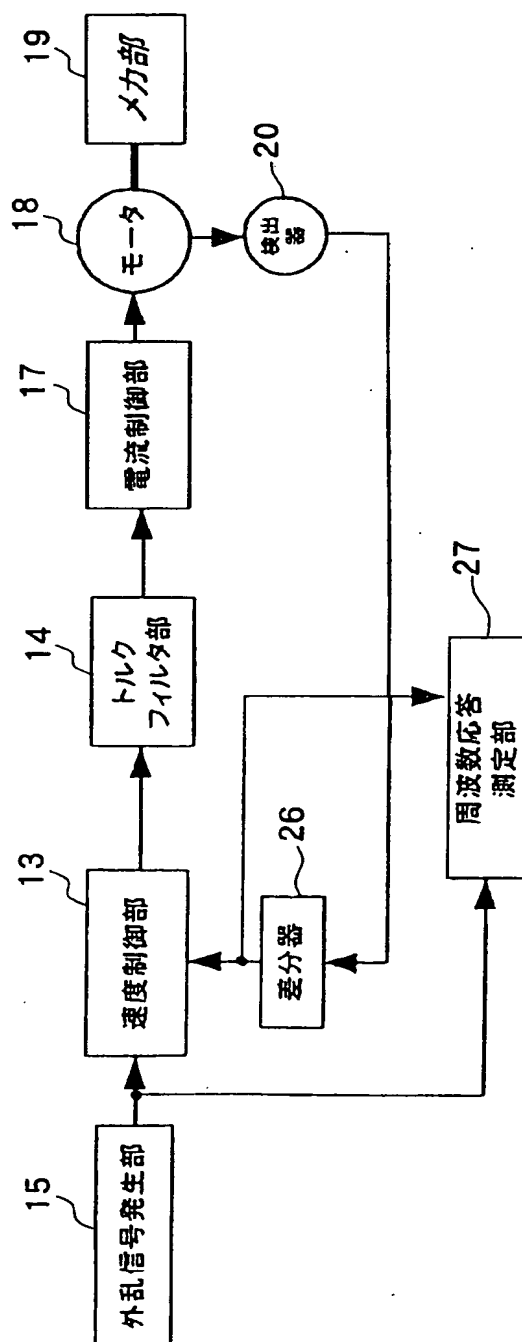 15
外乱信号発生部
13
速度制御部
14
トルク
フィルタ部
17
電流制御部
18
モータ
19
メカ部
20
検出
器
26
差分器
27
周波数応答
測定部